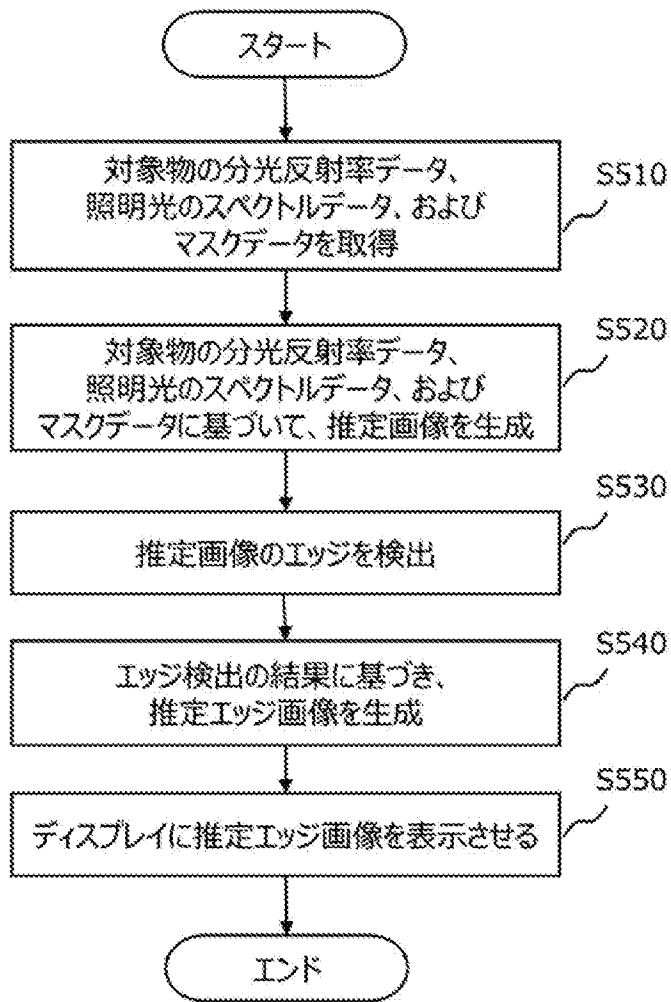 スタート
対象物の分光反射率データ、
照明光のスペクトルデータ、および
マスクデータを取得
S510
対象物の分光反射率データ、
照明光のスペクトルデータ、および
マスクデータに基づいて、推定画像を生成
S520
推定画像のエッジを検出
S530
エッジ検出の結果に基づき、
推定エッジ画像を生成
S540
ディスプレイに推定エッジ画像を表示させる
S550
エンド